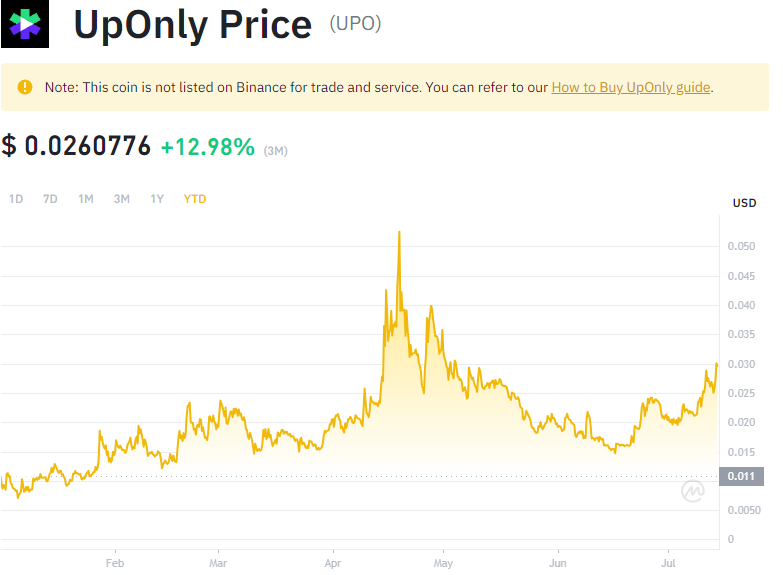 UpOnly Price (UPO)
Note: This coin is not listed on Binance for trade and service. You can refer to our How to Buy UpOnly guide.
$ 0.0260776 +12.98% (3M)
1D 7D 1M 3M 1Y YTD
USD
0.050
0.045
0.040
0.035
0.030
0.025
0.020
0.015
0.011
0.0050
0
Feb Mar Apr May Jun Jul